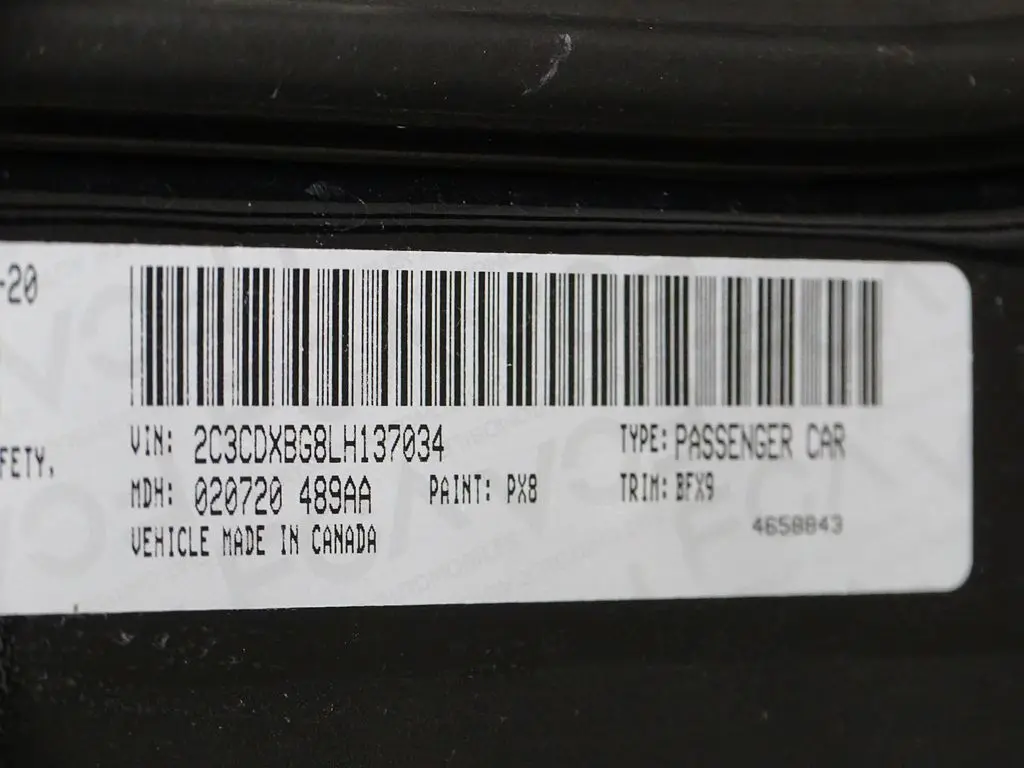 -20
VIN: 2C3CDXBG8LH137034 TYPE: PASSENGER CAR
FETY.
MDH: 020720 489AA PAINT: PX8 TRIM: BFX9
VEHICLE MADE IN CANADA 4658843